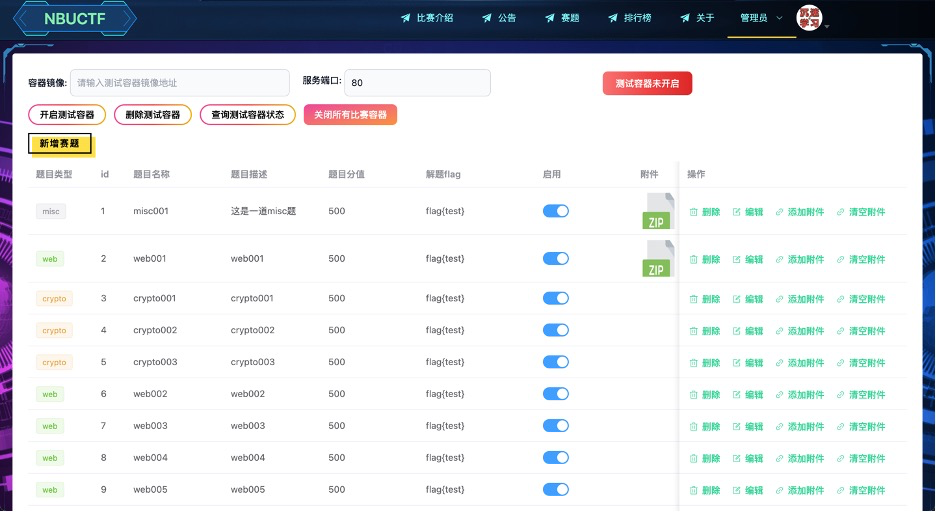 NBUCTF 比赛介绍 公告 赛题 排行榜 关于 管理员 沉迷学习
容器镜像: 请输入测试容器镜像地址 服务端口: 80 测试容器未开启
开启测试容器 删除测试容器 查询测试容器状态 关闭所有比赛容器
新增赛题
题目类型 id 题目名称 题目描述 题目分值 解题flag 启用 附件 操作
misc 1 misc001 这是一道misc题 500 flag{test} ZIP 删除 编辑 添加附件 清空附件
web 2 web001 web001 500 flag{test} ZIP 删除 编辑 添加附件 清空附件
crypto 3 crypto001 crypto001 500 flag{test} 删除 编辑 添加附件 清空附件
crypto 4 crypto002 crypto002 500 flag{test} 删除 编辑 添加附件 清空附件
crypto 5 crypto003 crypto003 500 flag{test} 删除 编辑 添加附件 清空附件
web 6 web002 web002 500 flag{test} 删除 编辑 添加附件 清空附件
web 7 web003 web003 500 flag{test} 删除 编辑 添加附件 清空附件
web 8 web004 web004 500 flag{test} 删除 编辑 添加附件 清空附件
web 9 web005 web005 500 flag{test} 删除 编辑 添加附件 清空附件